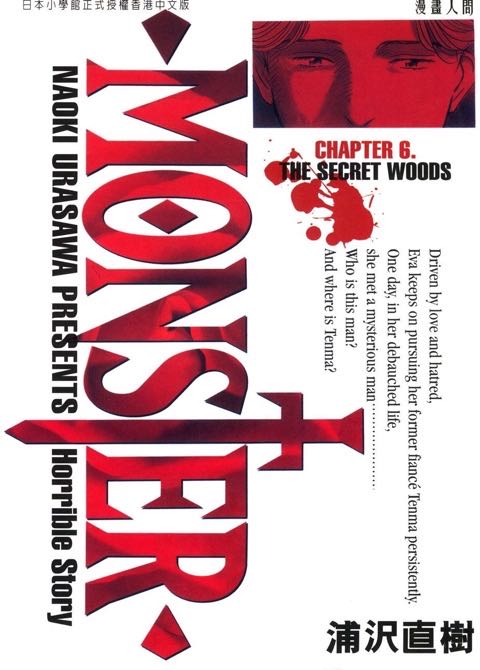 日本小學館正式授權香港中文版
漫畫人間
MONSTER
NAOKI URASAWA PRESENTS Horrible Story
CHAPTER 6.
THE SECRET WOODS
Driven by love and hatred,
Eva keeps on pursuing her former fiancé Tenma persistently.
One day, in her debauched life,
she met a mysterious man....................
Who is this man?
And where is Tenma?
浦沢直樹